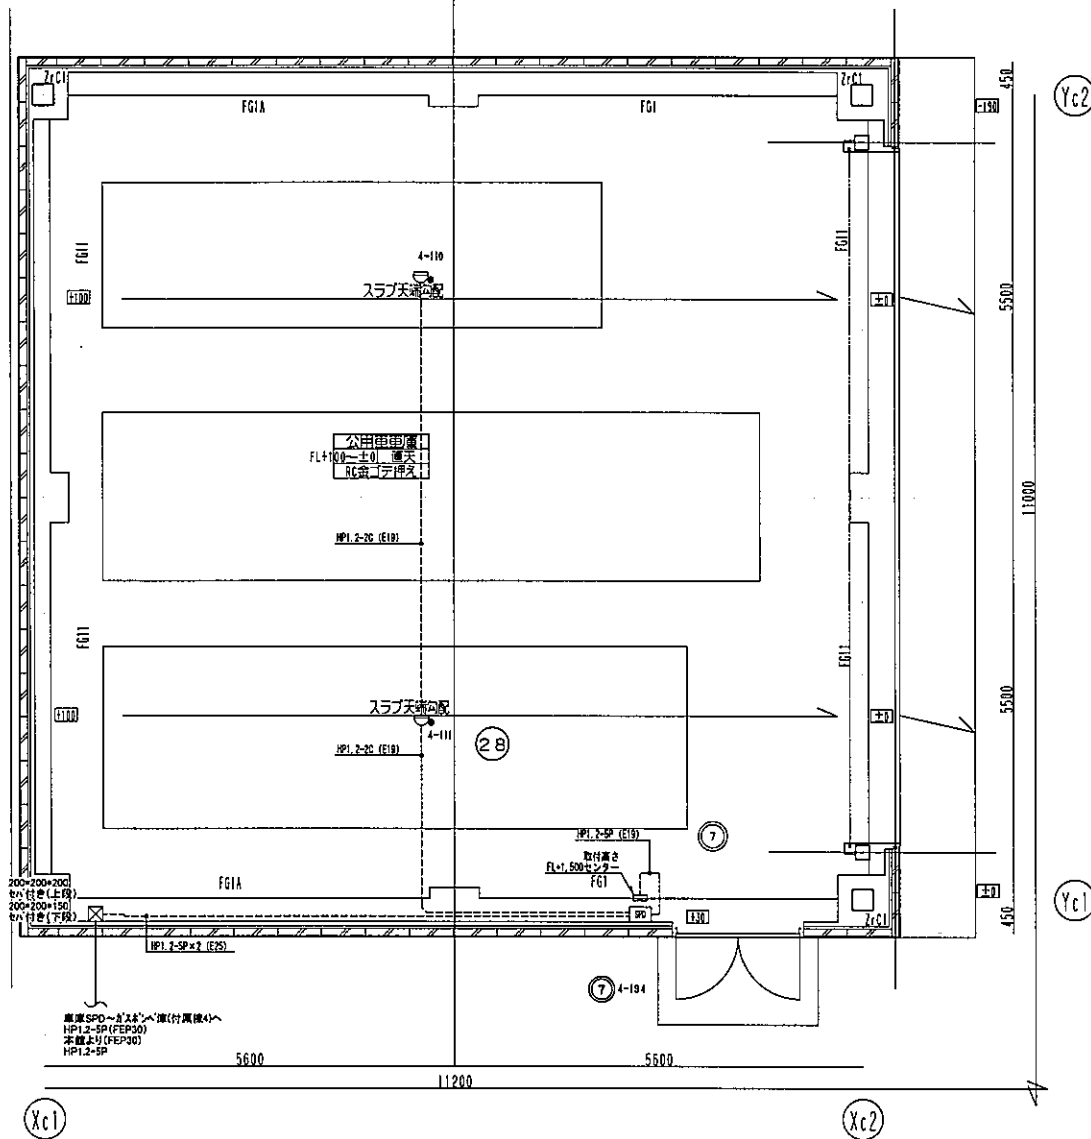 ZrC1
ZrC1
450
Yc2
-190
FG1A
FG1
FG11
FG11
4-110
スラブ天端勾配
+100
±0
5500
公用車車庫
FL+100～±0 直天
RC金ゴテ押え
11000
HP1.2-2C (E19)
FG11
FG11
スラブ天端勾配
+100
±0
5500
4-111
28
HP1.2-2C (E19)
HP1.2-5P (E19)
7
取付高さ
FL+1,500センター
FG1A
FG1
200×200×200
セパ付き(上段)
200×200×150
セパ付き(下段)
SPD
+30
±0
Yc1
450
ZrC1
HP1.2-5P×2 (E25)
7 4-194
車庫SPD～ガスボンベ庫(付属棟4)へ
HP1.2-5P(FEP30)
本館より(FEP30)
HP1.2-5P
5600
5600
11200
Xc1
Xc2